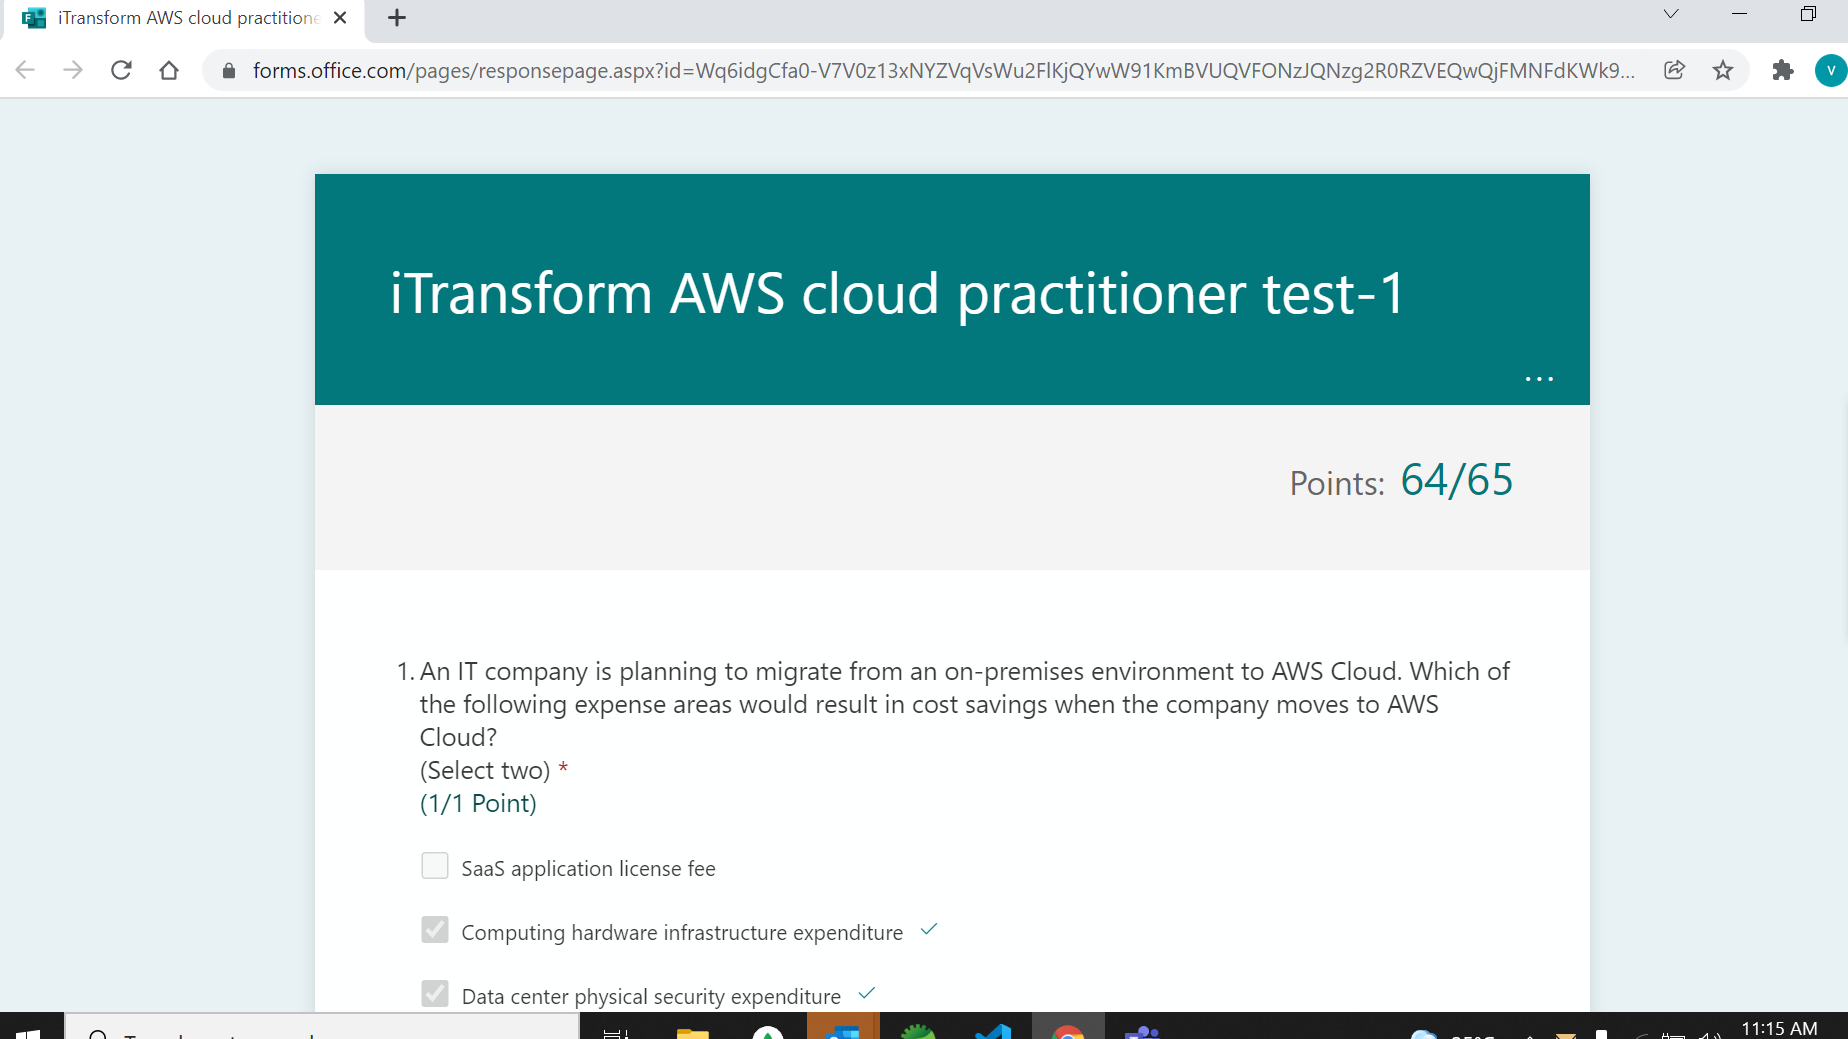 iTransform AWS cloud practitione
forms.office.com/pages/responsepage.aspx?id=Wq6idgCfa0-V7V0z13xNYZVqVsWu2FlKjQYwW91KmBVUQVFONzJQNzg2R0RZVEQwQjFMNFdKWk9...
V
iTransform AWS cloud practitioner test-1
...
Points: 64/65
1. An IT company is planning to migrate from an on-premises environment to AWS Cloud. Which of
the following expense areas would result in cost savings when the company moves to AWS
Cloud?
(Select two) *
(1/1 Point)
SaaS application license fee
Computing hardware infrastructure expenditure
Data center physical security expenditure
11:15 AM